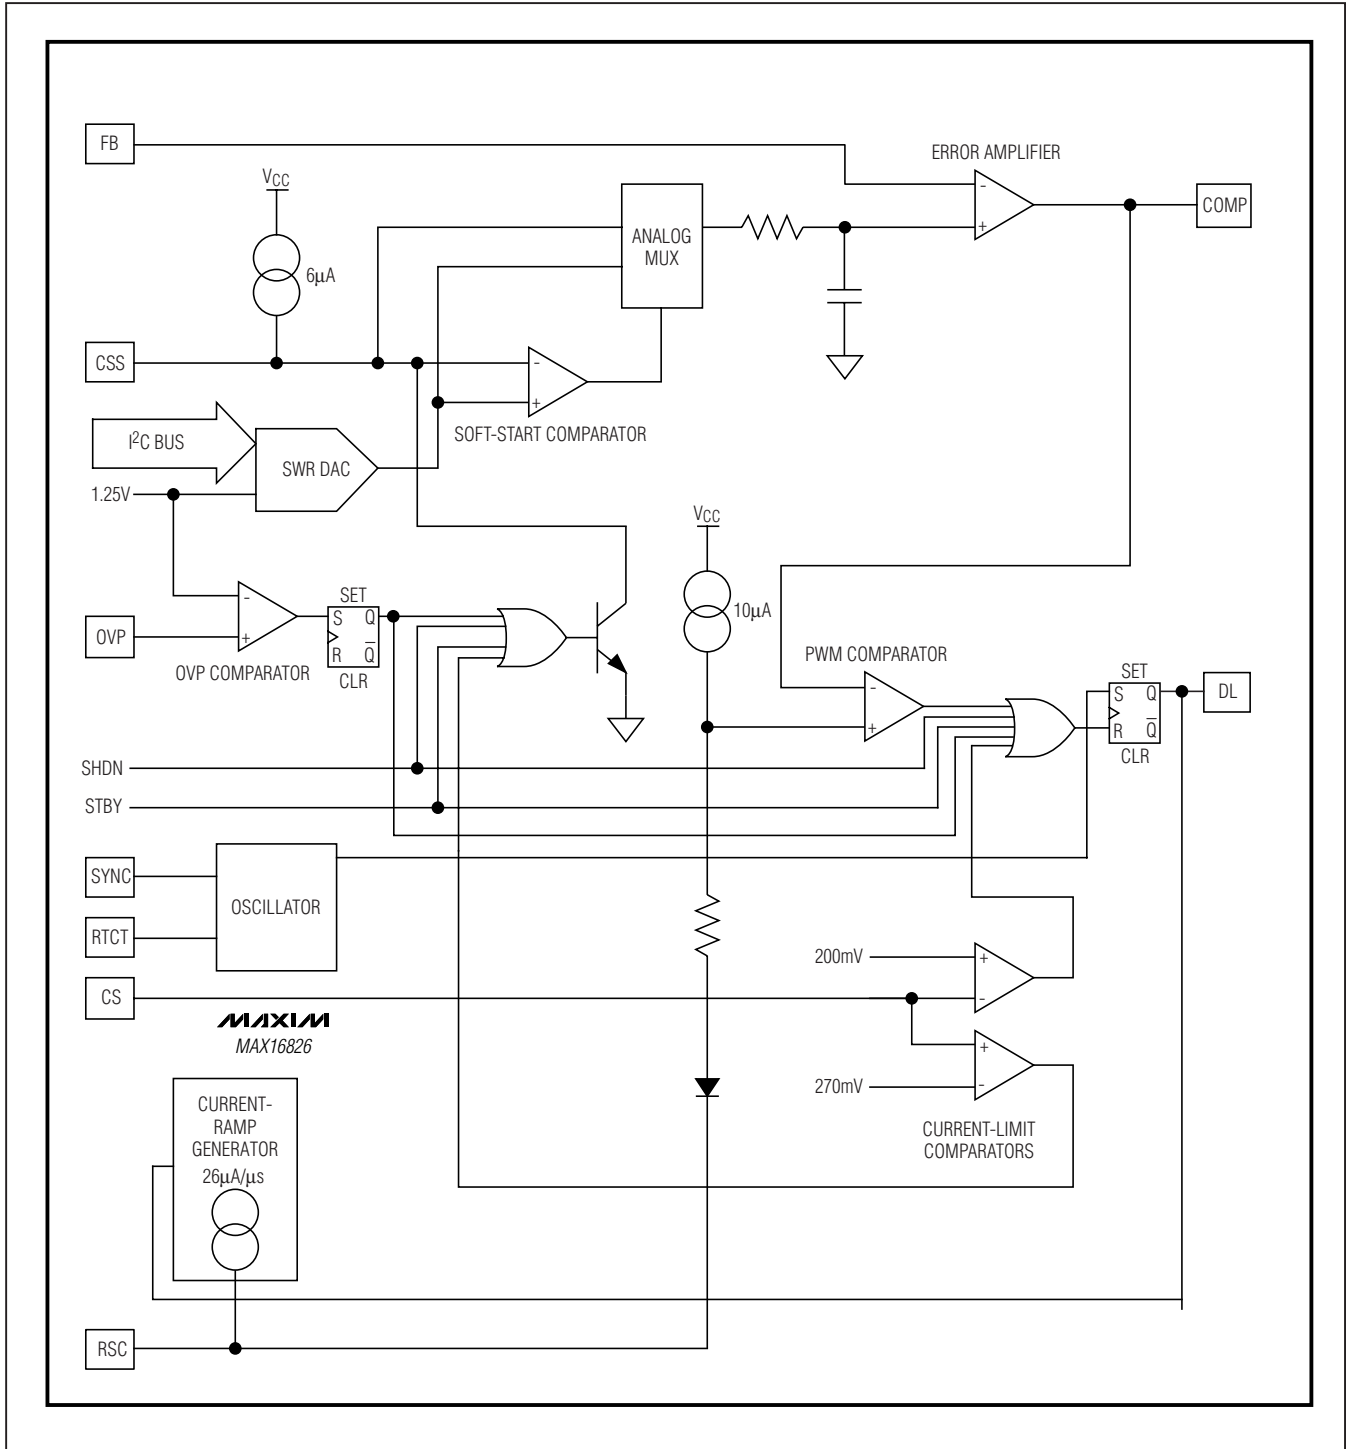 FB
ERROR AMPLIFIER
VCC
-
+
COMP
ANALOG
MUX
6µA
CSS
-
+
SOFT-START COMPARATOR
I2C BUS
SWR DAC
1.25V
VCC
10µA
SET
S Q
R Q̅
CLR
-
+
OVP
OVP COMPARATOR
PWM COMPARATOR
-
+
SET
S Q
R Q̅
CLR
DL
SHDN
STBY
SYNC
OSCILLATOR
RTCT
200mV
+
-
CS
MAXIM
MAX16826
+
-
270mV
CURRENT-LIMIT
COMPARATORS
CURRENT-
RAMP
GENERATOR
26µA/µs
RSC